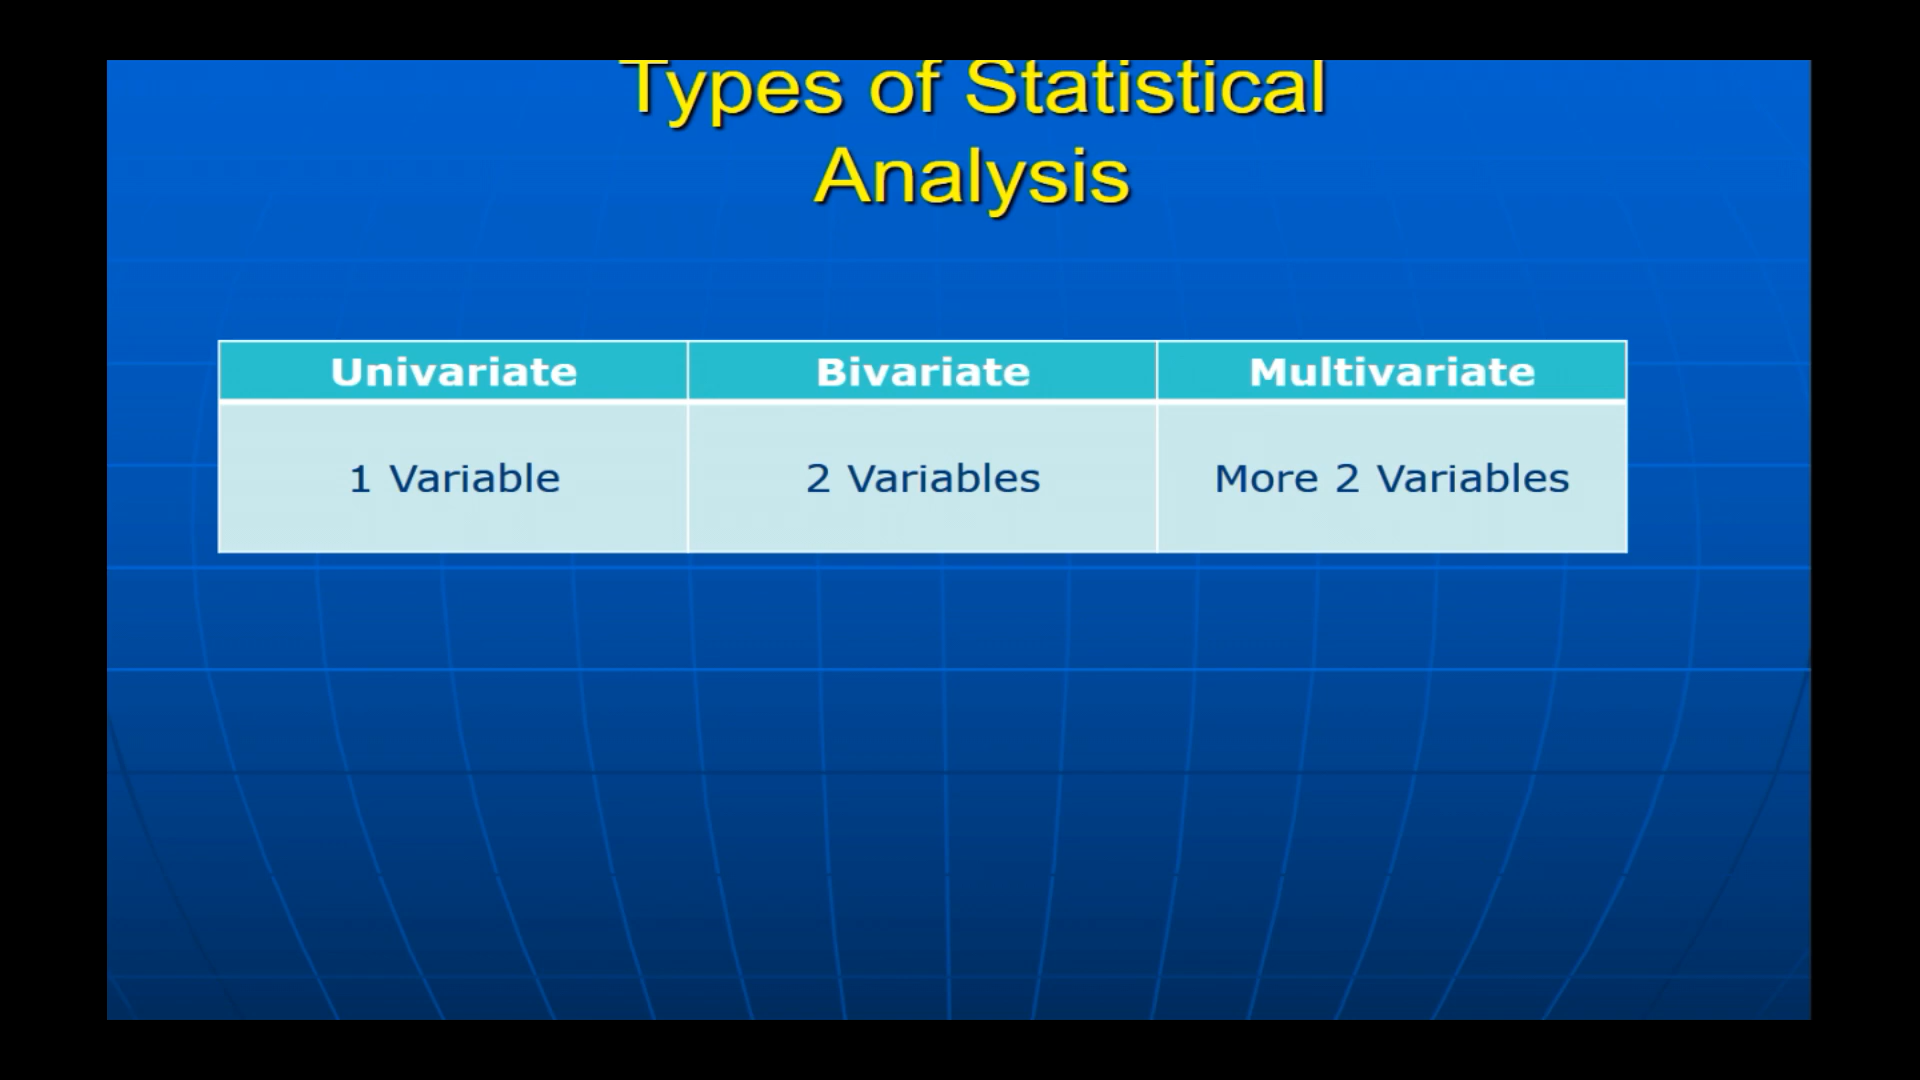 Types of Statistical
Analysis
Univariate Bivariate Multivariate
1 Variable 2 Variables More 2 Variables